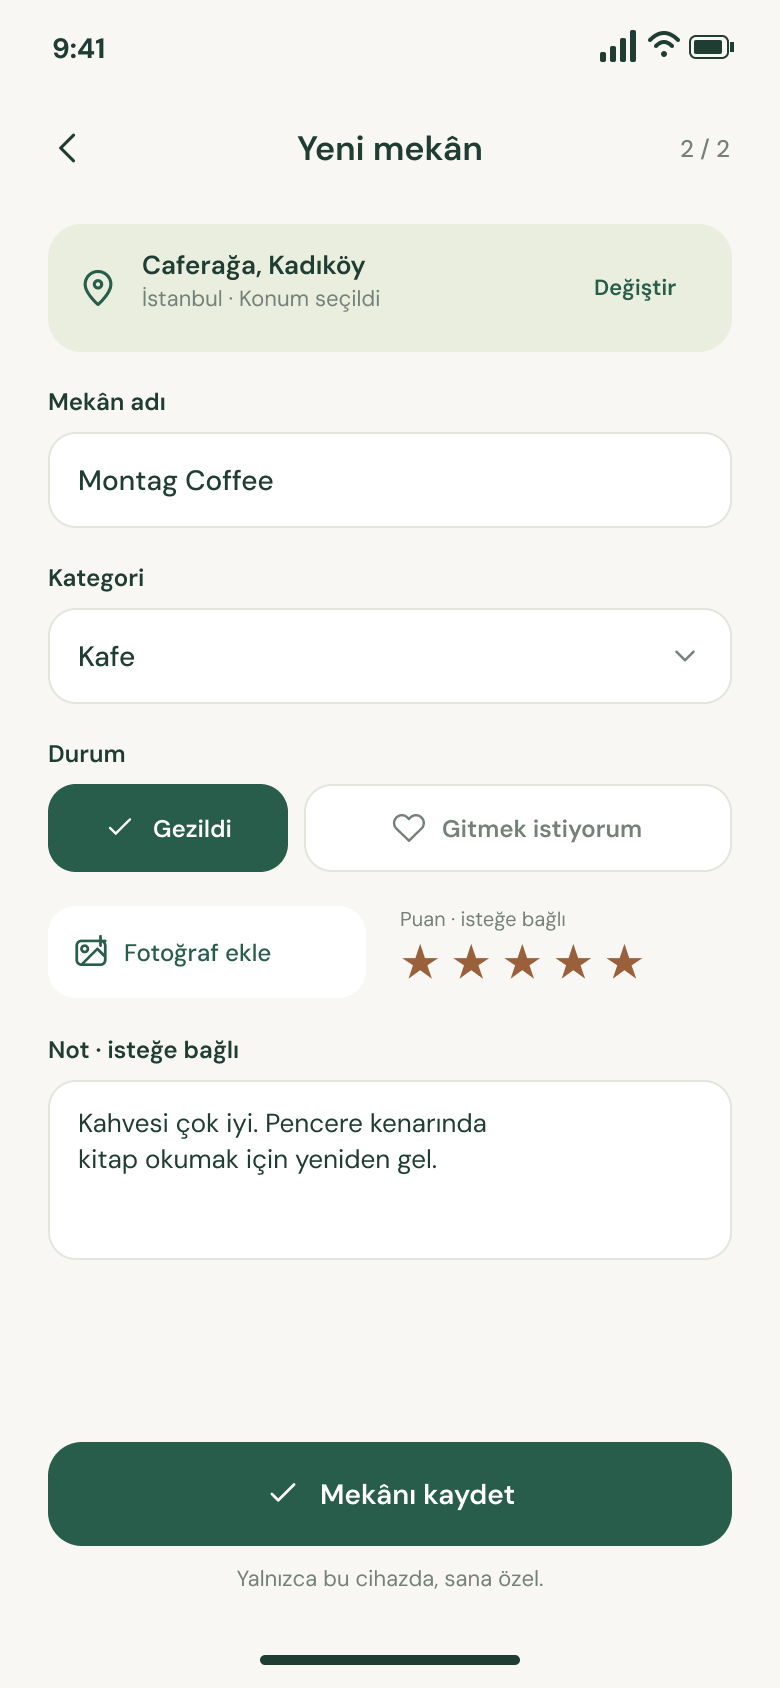 9:41
Yeni mekân
2 / 2
Caferağa, Kadıköy
İstanbul · Konum seçildi
Değiştir
Mekân adı
Montag Coffee
Kategori
Kafe
Durum
Gezildi
Gitmek istiyorum
Fotoğraf ekle
Puan · isteğe bağlı
Not · isteğe bağlı
Kahvesi çok iyi. Pencere kenarında
kitap okumak için yeniden gel.
Mekânı kaydet
Yalnızca bu cihazda, sana özel.